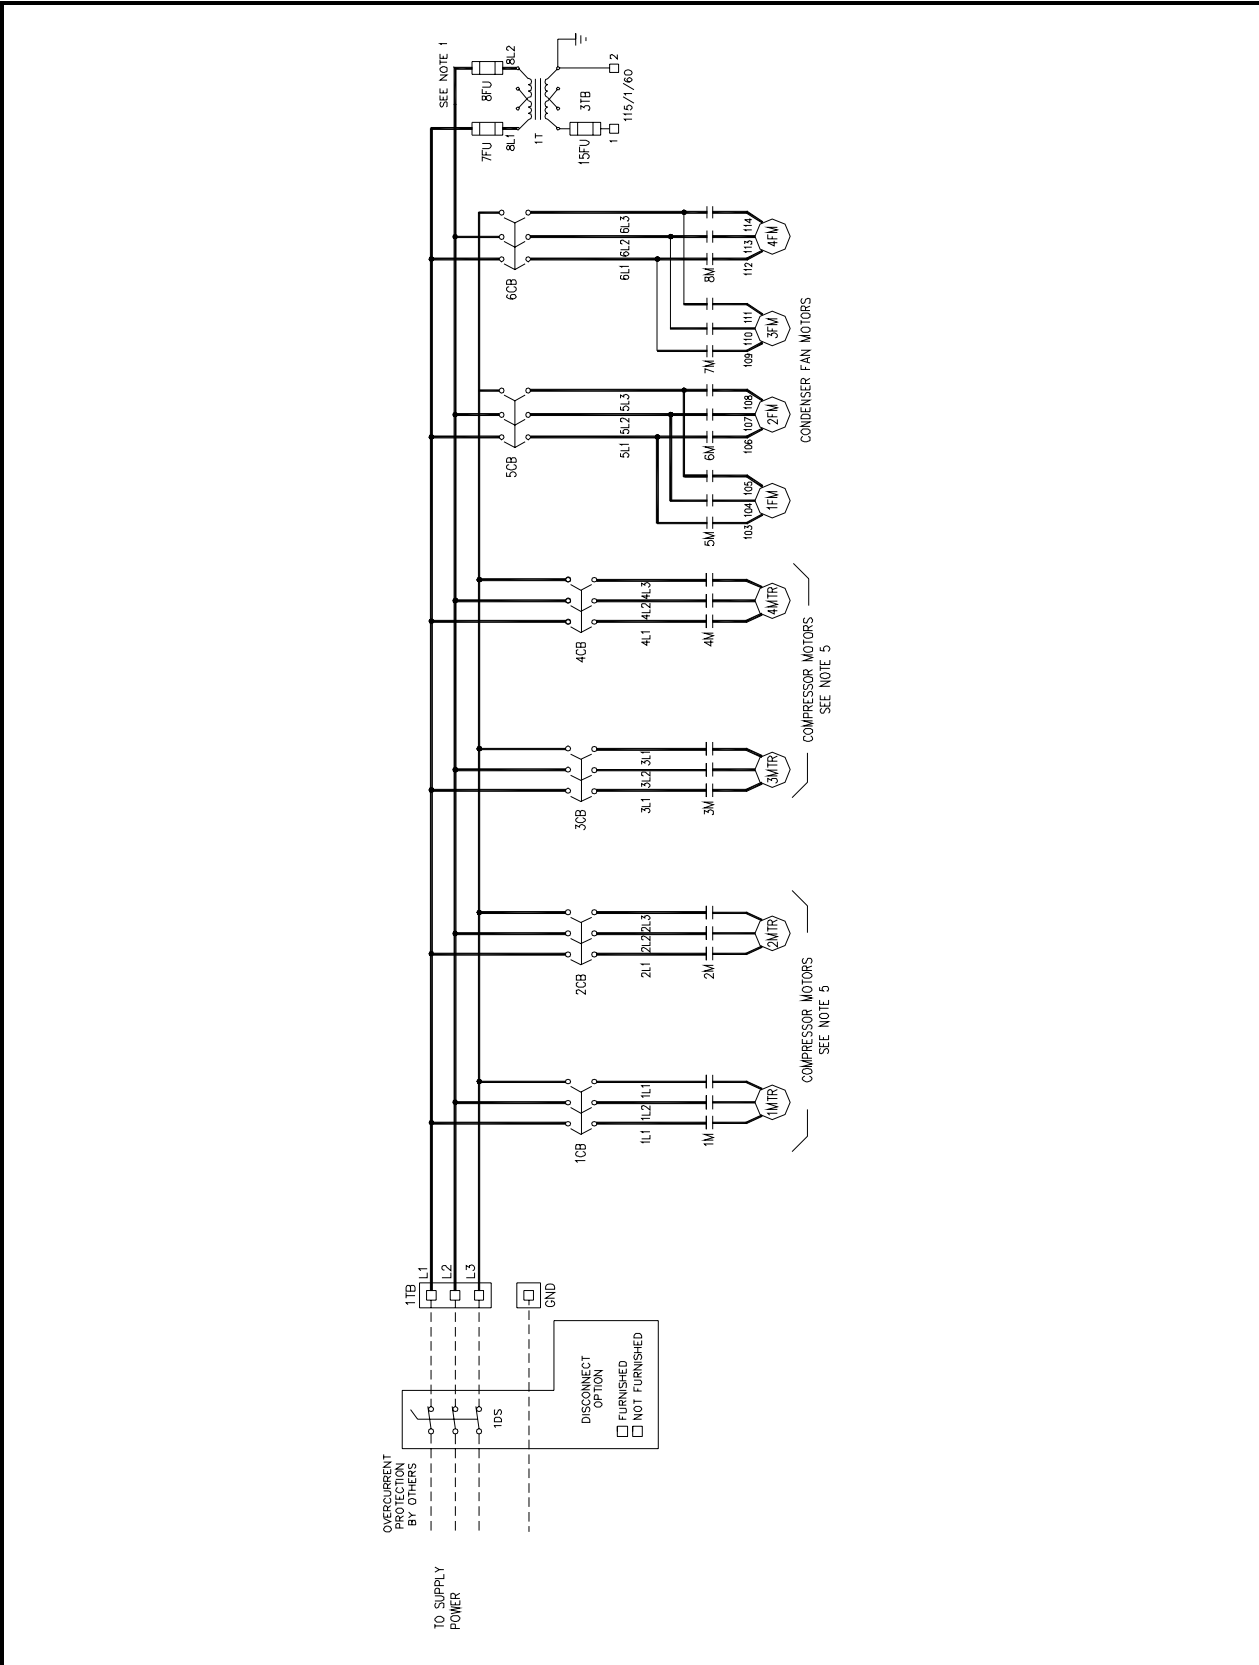 SEE NOTE 1
8FU
8L2
7FU
8L1
1T
15FU
3TB
1
2
115/1/60
6CB
6L1
6L2
6L3
8M
112
113
114
4FM
7M
109
110
111
3FM
CONDENSER FAN MOTORS
5CB
5L1
5L2
5L3
6M
106
107
108
2FM
5M
103
104
105
1FM
4CB
4L1
4L2
4L3
4M
4MTR
COMPRESSOR MOTORS
SEE NOTE 5
3CB
3L1
3L2
3L1
3M
3MTR
2CB
2L1
2L2
2L3
2M
2MTR
COMPRESSOR MOTORS
SEE NOTE 5
1CB
1L1
1L2
1L1
1M
1MTR
1TB
L1
L2
L3
GND
DISCONNECT
OPTION
FURNISHED
NOT FURNISHED
1DS
OVERCURRENT
PROTECTION
BY OTHERS
TO SUPPLY
POWER